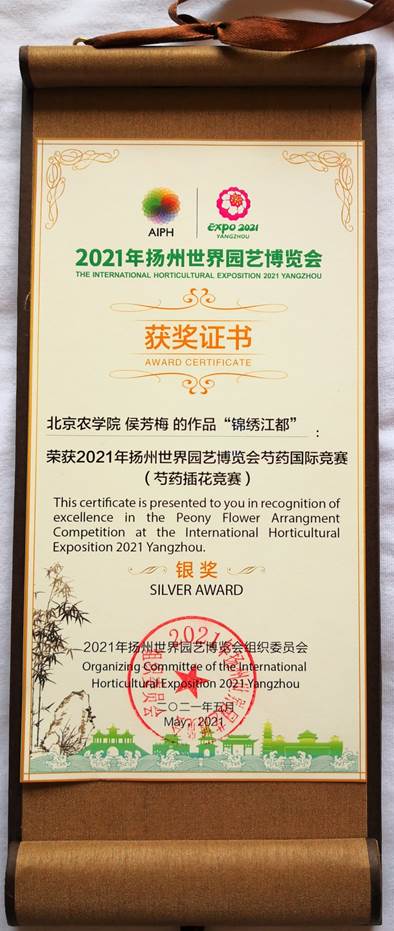 AIPH
expo 2021
YANGZHOU
2021年扬州世界园艺博览会
THE INTERNATIONAL HORTICULTURAL EXPOSITION 2021 YANGZHOU
获奖证书
AWARD CERTIFICATE
北京农学院 侯芳梅 的作品“锦绣江都” :
荣获2021年扬州世界园艺博览会芍药国际竞赛
（芍药插花竞赛）
This certificate is presented to you in recognition of
excellence in the Peony Flower Arrangment
Competition at the International Horticultural
Exposition 2021 Yangzhou.
银奖
SILVER AWARD
2021年扬州世界园艺博览会组织委员会
Organizing Committee of the International
Horticultural Exposition 2021 Yangzhou
二〇二一年五月
May，2021